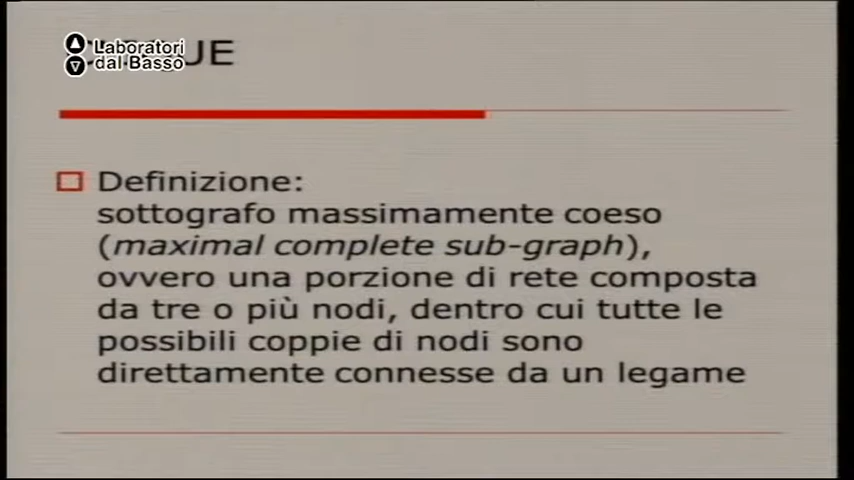 Laboratori
dal Basso
Definizione:
sottografo massimamente coeso
(maximal complete sub-graph),
ovvero una porzione di rete composta
da tre o più nodi, dentro cui tutte le
possibili coppie di nodi sono
direttamente connesse da un legame